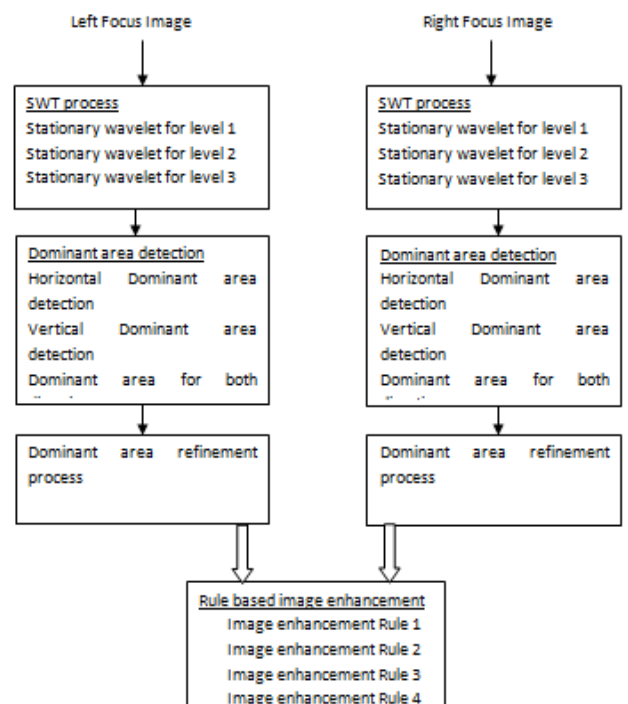 Left Focus Image
Right Focus Image
SWT process
Stationary wavelet for level 1
Stationary wavelet for level 2
Stationary wavelet for level 3
SWT process
Stationary wavelet for level 1
Stationary wavelet for level 2
Stationary wavelet for level 3
Dominant area detection
Horizontal Dominant area
detection
Vertical Dominant area
detection
Dominant area for both
Dominant area detection
Horizontal Dominant area
detection
Vertical Dominant area
detection
Dominant area for both
Dominant area refinement
process
Dominant area refinement
process
Rule based image enhancement
Image enhancement Rule 1
Image enhancement Rule 2
Image enhancement Rule 3
Image enhancement Rule 4